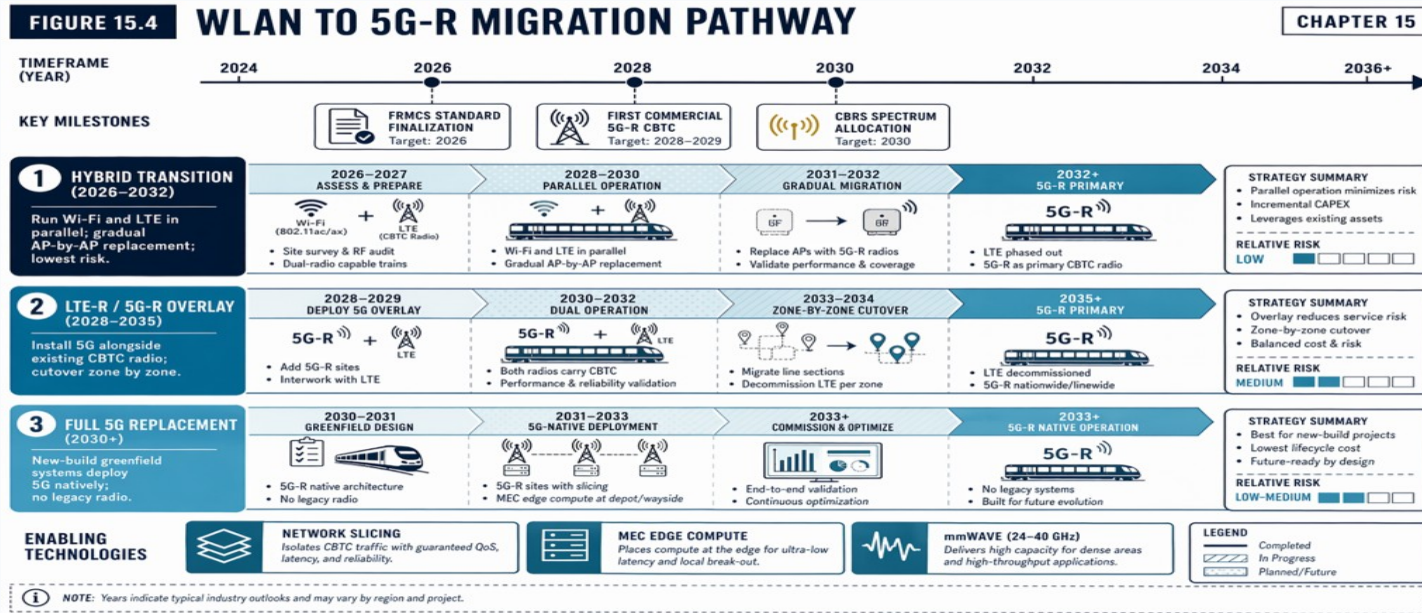 FIGURE 15.4
WLAN TO 5G-R MIGRATION PATHWAY
CHAPTER 15
TIMEFRAME
(YEAR)
2024
2026
2028
2030
2032
2034
2036+
KEY MILESTONES
FRMCS STANDARD
FINALIZATION
Target: 2026
FIRST COMMERCIAL
5G-R CBTC
Target: 2028–2029
CBRS SPECTRUM
ALLOCATION
Target: 2030
1
HYBRID TRANSITION
(2026–2032)
Run Wi-Fi and LTE in
parallel; gradual
AP-by-AP replacement;
lowest risk.
2026–2027
ASSESS & PREPARE
Wi-Fi
(802.11ac/ax)
+
LTE
(CBTC Radio)
• Site survey & RF audit
• Dual-radio capable trains
2028–2030
PARALLEL OPERATION
+
• Wi-Fi and LTE in parallel
• Gradual AP-by-AP replacement
2031–2032
GRADUAL MIGRATION
• Replace APs with 5G-R radios
• Validate performance & coverage
2032+
5G-R PRIMARY
5G-R
• LTE phased out
• 5G-R as primary CBTC radio
STRATEGY SUMMARY
• Parallel operation minimizes risk
• Incremental CAPEX
• Leverages existing assets
RELATIVE RISK
LOW
2
LTE-R / 5G-R OVERLAY
(2028–2035)
Install 5G alongside
existing CBTC radio;
cutover zone by zone.
2028–2029
DEPLOY 5G OVERLAY
5G-R + LTE
• Add 5G-R sites
• Interwork with LTE
2030–2032
DUAL OPERATION
5G-R + LTE
• Both radios carry CBTC
• Performance & reliability validation
2033–2034
ZONE-BY-ZONE CUTOVER
• Migrate line sections
• Decommission LTE per zone
2035+
5G-R PRIMARY
5G-R
• LTE decommissioned
• 5G-R nationwide/linewide
STRATEGY SUMMARY
• Overlay reduces service risk
• Zone-by-zone cutover
• Balanced cost & risk
RELATIVE RISK
MEDIUM
3
FULL 5G REPLACEMENT
(2030+)
New-build greenfield
systems deploy
5G natively;
no legacy radio.
2030–2031
GREENFIELD DESIGN
• 5G-R native architecture
• No legacy radio
2031–2033
5G-NATIVE DEPLOYMENT
• 5G-R sites with slicing
• MEC edge compute at depot/wayside
2033+
COMMISSION & OPTIMIZE
• End-to-end validation
• Continuous optimization
2033+
5G-R NATIVE OPERATION
5G-R
• No legacy systems
• Built for future evolution
STRATEGY SUMMARY
• Best for new-build projects
• Lowest lifecycle cost
• Future-ready by design
RELATIVE RISK
LOW-MEDIUM
ENABLING
TECHNOLOGIES
NETWORK SLICING
Isolates CBTC traffic with guaranteed QoS,
latency, and reliability.
MEC EDGE COMPUTE
Places compute at the edge for ultra-low
latency and local break-out.
mmWAVE (24–40 GHz)
Delivers high capacity for dense areas
and high-throughput applications.
LEGEND
Completed
In Progress
Planned/Future
NOTE: Years indicate typical industry outlooks and may vary by region and project.